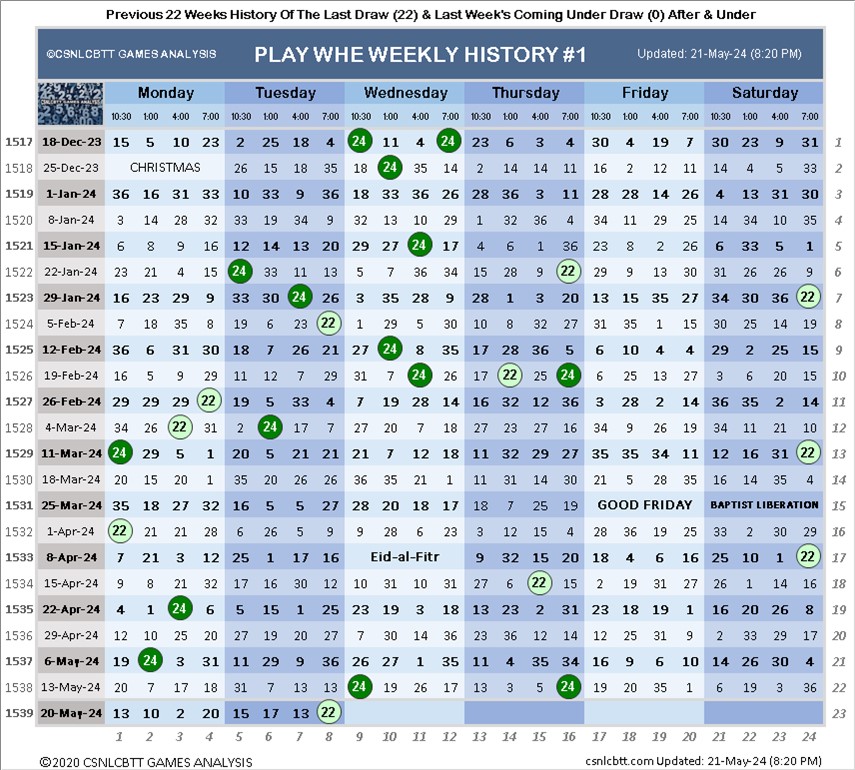 Previous 22 Weeks History Of The Last Draw (22) & Last Week's Coming Under Draw (0) After & Under
©CSNLCBTT GAMES ANALYSIS PLAY WHE WEEKLY HISTORY #1 Updated: 21-May-24 (8:20 PM)
Monday Tuesday Wednesday Thursday Friday Saturday
CSNLCBTT GAMES ANALYSIS 10:30 1:00 4:00 7:00 10:30 1:00 4:00 7:00 10:30 1:00 4:00 7:00 10:30 1:00 4:00 7:00 10:30 1:00 4:00 7:00 10:30 1:00 4:00 7:00
1517 18-Dec-23 15 5 10 23 2 25 18 4 24 11 4 24 23 6 3 4 30 4 19 7 30 23 9 31 1
1518 25-Dec-23 CHRISTMAS 26 15 18 35 18 24 35 14 2 14 14 11 16 2 12 11 14 4 5 33 2
1519 1-Jan-24 36 16 31 33 10 33 9 36 18 33 36 26 28 36 3 11 28 28 14 26 4 13 31 30 3
1520 8-Jan-24 3 14 28 32 33 19 34 9 32 13 10 29 1 32 36 4 34 11 29 25 14 34 10 35 4
1521 15-Jan-24 6 8 9 16 12 14 13 20 29 27 24 17 4 6 1 36 23 8 2 26 6 33 5 1 5
1522 22-Jan-24 23 21 4 15 24 33 11 13 5 7 36 34 15 28 9 22 29 9 13 30 31 26 26 9 6
1523 29-Jan-24 16 23 29 9 33 30 24 26 3 35 28 9 28 1 3 20 13 15 35 27 34 30 36 22 7
1524 5-Feb-24 7 18 35 8 19 6 23 22 1 29 5 30 10 8 32 27 31 35 1 15 30 25 14 19 8
1525 12-Feb-24 36 6 31 30 18 7 26 21 27 24 8 35 17 28 36 5 6 10 4 4 29 2 25 15 9
1526 19-Feb-24 16 5 9 29 11 12 7 29 31 7 24 26 17 22 25 24 6 25 13 27 3 6 20 15 10
1527 26-Feb-24 29 29 29 22 19 5 33 4 7 19 28 14 16 32 12 36 3 28 2 14 36 35 2 14 11
1528 4-Mar-24 34 26 22 31 2 24 17 7 27 20 12 7 27 23 27 16 34 9 26 19 34 11 21 10 12
1529 11-Mar-24 24 29 5 1 20 5 21 21 21 7 12 13 11 32 29 27 35 35 34 11 12 16 31 22 13
1530 18-Mar-24 20 15 20 1 35 20 26 26 36 35 21 1 11 31 14 30 21 5 28 35 16 14 35 4 14
1531 25-Mar-24 35 18 27 32 16 5 5 27 28 20 18 17 18 7 25 19 GOOD FRIDAY BAPTIST LIBERATION 15
1532 1-Apr-24 22 21 21 28 6 26 5 9 9 28 6 23 3 12 15 4 28 36 19 25 33 2 30 29 16
1533 8-Apr-24 7 21 3 12 25 1 17 16 Eid-al-Fitr 9 32 15 20 18 4 6 16 25 10 1 22 17
1534 15-Apr-24 9 8 21 32 17 16 30 12 10 31 10 31 27 6 22 15 2 19 31 27 26 1 14 16 18
1535 22-Apr-24 4 1 24 6 5 15 1 25 23 19 3 18 13 23 2 31 23 18 19 1 16 20 26 8 19
1536 29-Apr-24 12 10 25 20 27 19 20 27 7 30 14 36 23 36 14 14 12 25 31 9 2 33 29 17 20
1537 6-May-24 19 24 3 31 11 29 9 36 26 27 1 35 11 4 35 34 16 9 6 10 14 26 30 4 21
1538 13-May-24 20 7 17 18 31 7 13 13 24 19 26 17 13 3 5 24 19 20 35 21 6 19 3 36 22
1539 20-May-24 13 10 2 20 15 17 13 22 23
1 2 3 4 5 6 7 8 9 10 11 12 13 14 15 16 17 18 19 20 21 22 23 24
©2020 CSNLCBTT GAMES ANALYSIS csnlcbtt.com Updated: 21-May-24 (8:20 PM)